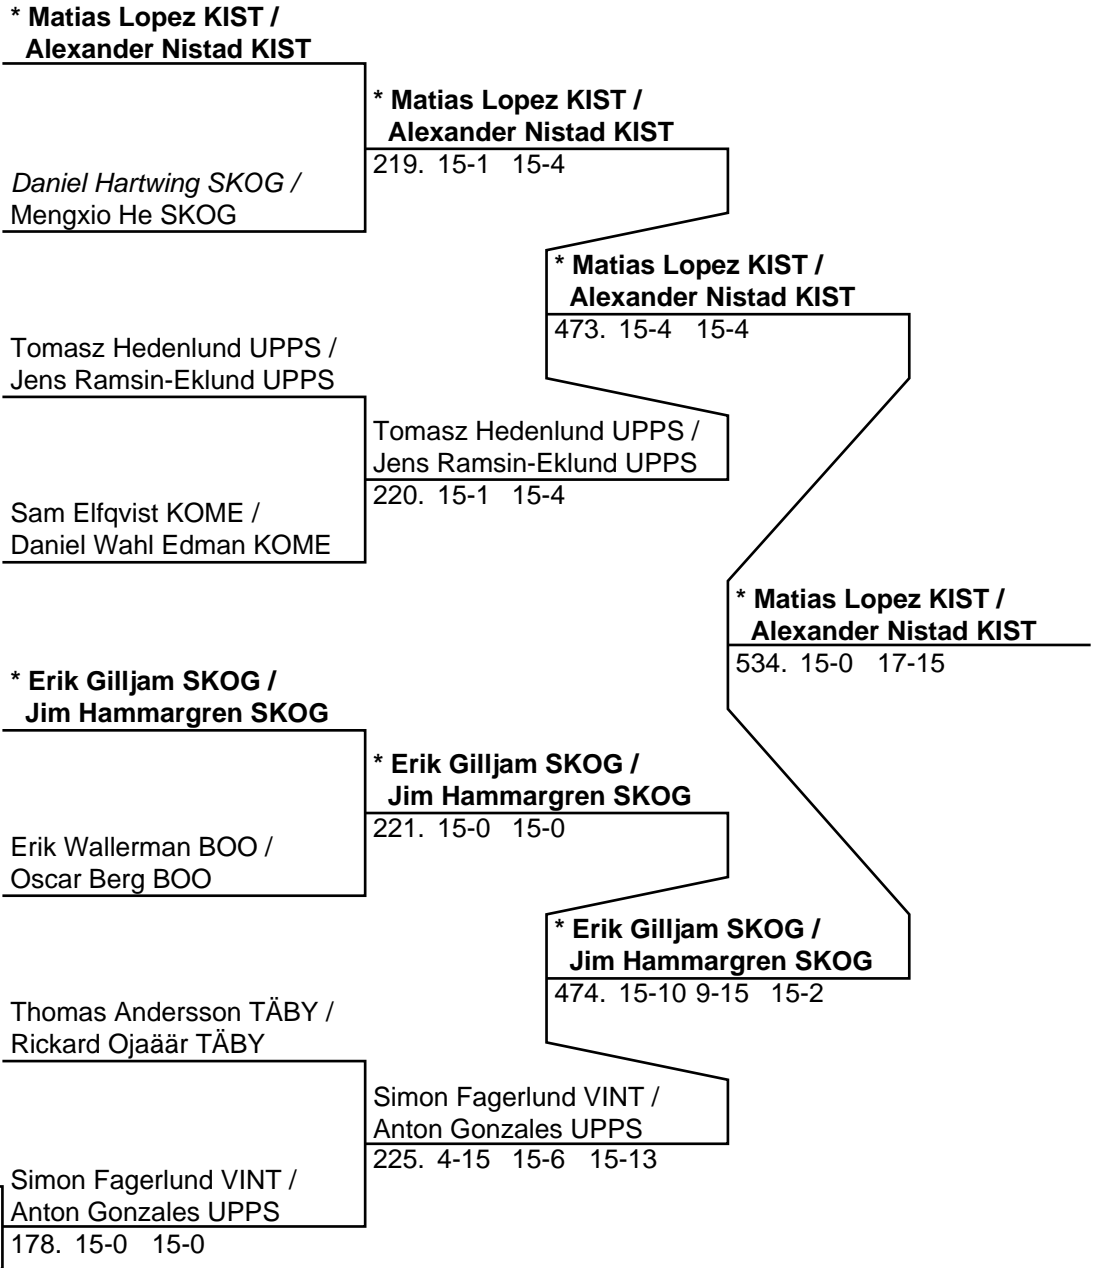 * Matias Lopez KIST /
Alexander Nistad KIST
* Matias Lopez KIST /
Alexander Nistad KIST
219. 15-1 15-4
Daniel Hartwing SKOG /
Mengxio He SKOG
* Matias Lopez KIST /
Alexander Nistad KIST
473. 15-4 15-4
Tomasz Hedenlund UPPS /
Jens Ramsin-Eklund UPPS
Tomasz Hedenlund UPPS /
Jens Ramsin-Eklund UPPS
220. 15-1 15-4
Sam Elfqvist KOME /
Daniel Wahl Edman KOME
* Matias Lopez KIST /
Alexander Nistad KIST
534. 15-0 17-15
* Erik Gilljam SKOG /
Jim Hammargren SKOG
* Erik Gilljam SKOG /
Jim Hammargren SKOG
221. 15-0 15-0
Erik Wallerman BOO /
Oscar Berg BOO
* Erik Gilljam SKOG /
Jim Hammargren SKOG
474. 15-10 9-15 15-2
Thomas Andersson TÄBY /
Rickard Ojaäär TÄBY
Simon Fagerlund VINT /
Anton Gonzales UPPS
225. 4-15 15-6 15-13
Simon Fagerlund VINT /
Anton Gonzales UPPS
178. 15-0 15-0